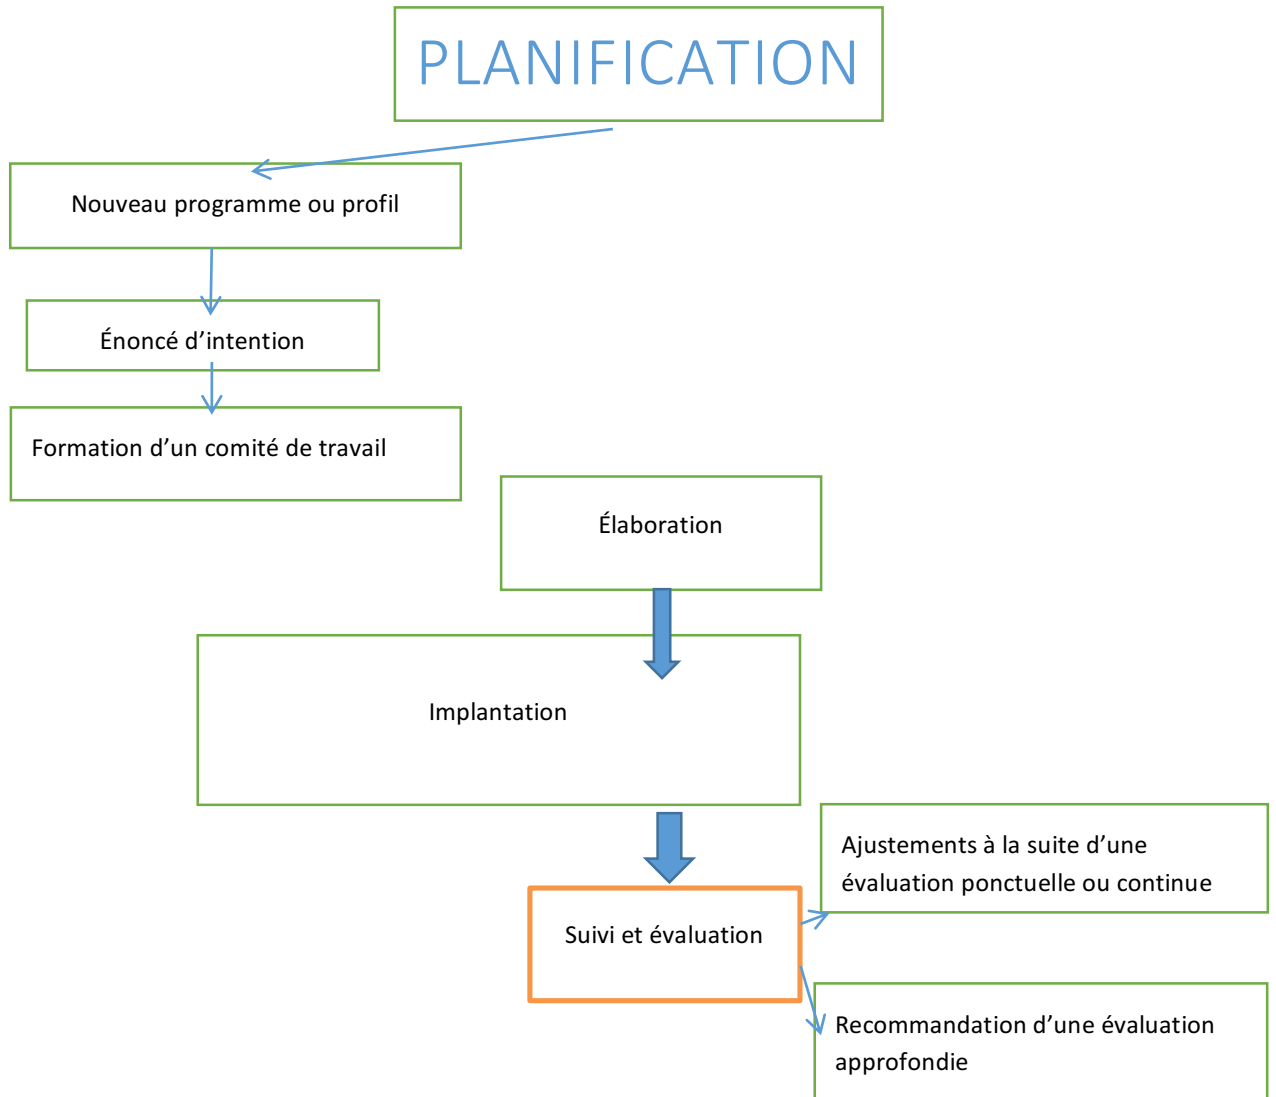 PLANIFICATION
Nouveau programme ou profil
Énoncé d’intention
Formation d’un comité de travail
Élaboration
Implantation
Ajustements à la suite d’une
évaluation ponctuelle ou continue
Suivi et évaluation
Recommandation d’une évaluation
approfondie